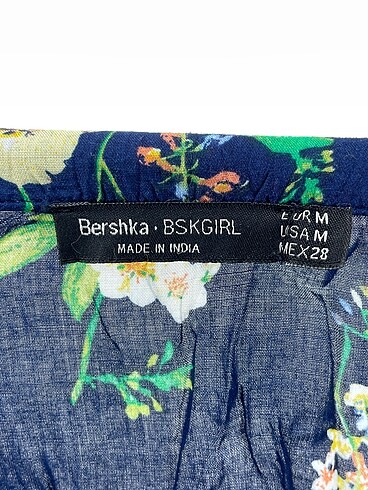 Bershka · BSKGIRL
MADE IN INDIA
EUR M
USA M
MEX 28